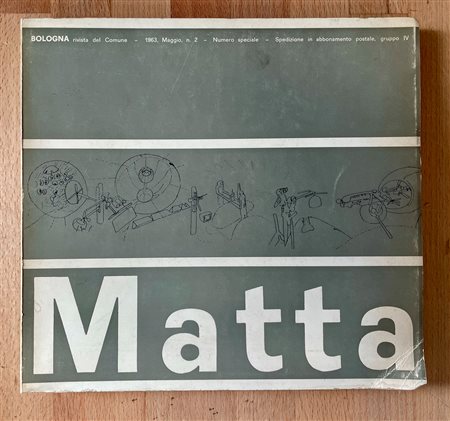 BOLOGNA rivista del Comune – 1963, Maggio, n. 2 – Numero speciale – Spedizione in abbonamento postale, gruppo IV
Matta